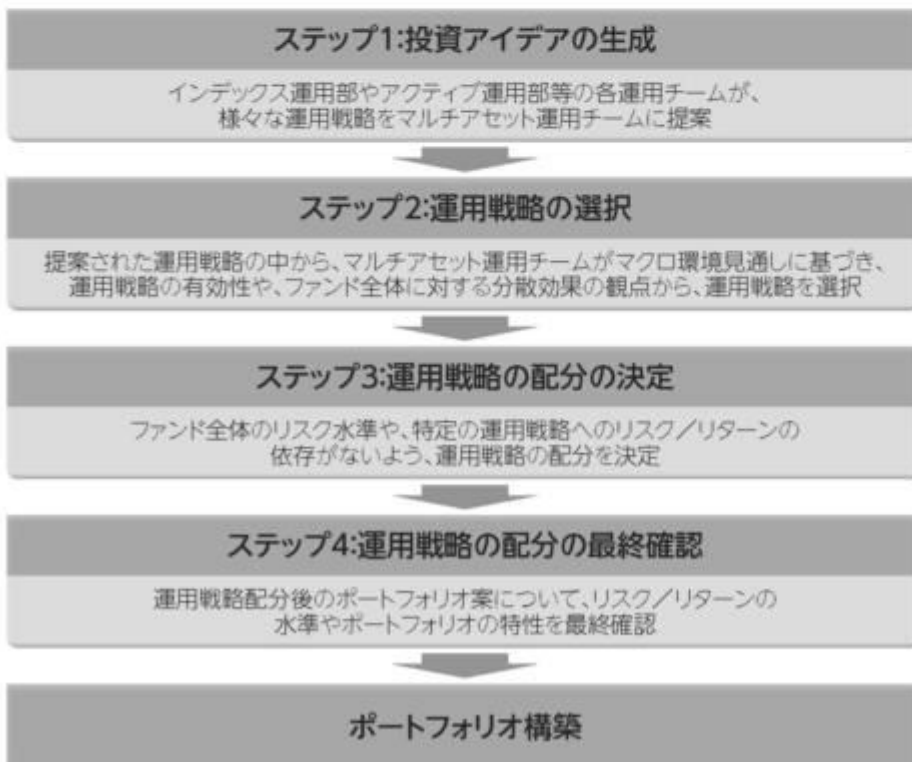 ステップ1:投資アイデアの生成
インデックス運用部やアクティブ運用部等の各運用チームが、
様々な運用戦略をマルチアセット運用チームに提案
ステップ2:運用戦略の選択
提案された運用戦略の中から、マルチアセット運用チームがマクロ環境見通しに基づき、
運用戦略の有効性や、ファンド全体に対する分散効果の観点から、運用戦略を選択
ステップ3:運用戦略の配分の決定
ファンド全体のリスク水準や、特定の運用戦略へのリスク／リターンの
依存がないよう、運用戦略の配分を決定
ステップ4:運用戦略の配分の最終確認
運用戦略配分後のポートフォリオ案について、リスク／リターンの
水準やポートフォリオの特性を最終確認
ポートフォリオ構築